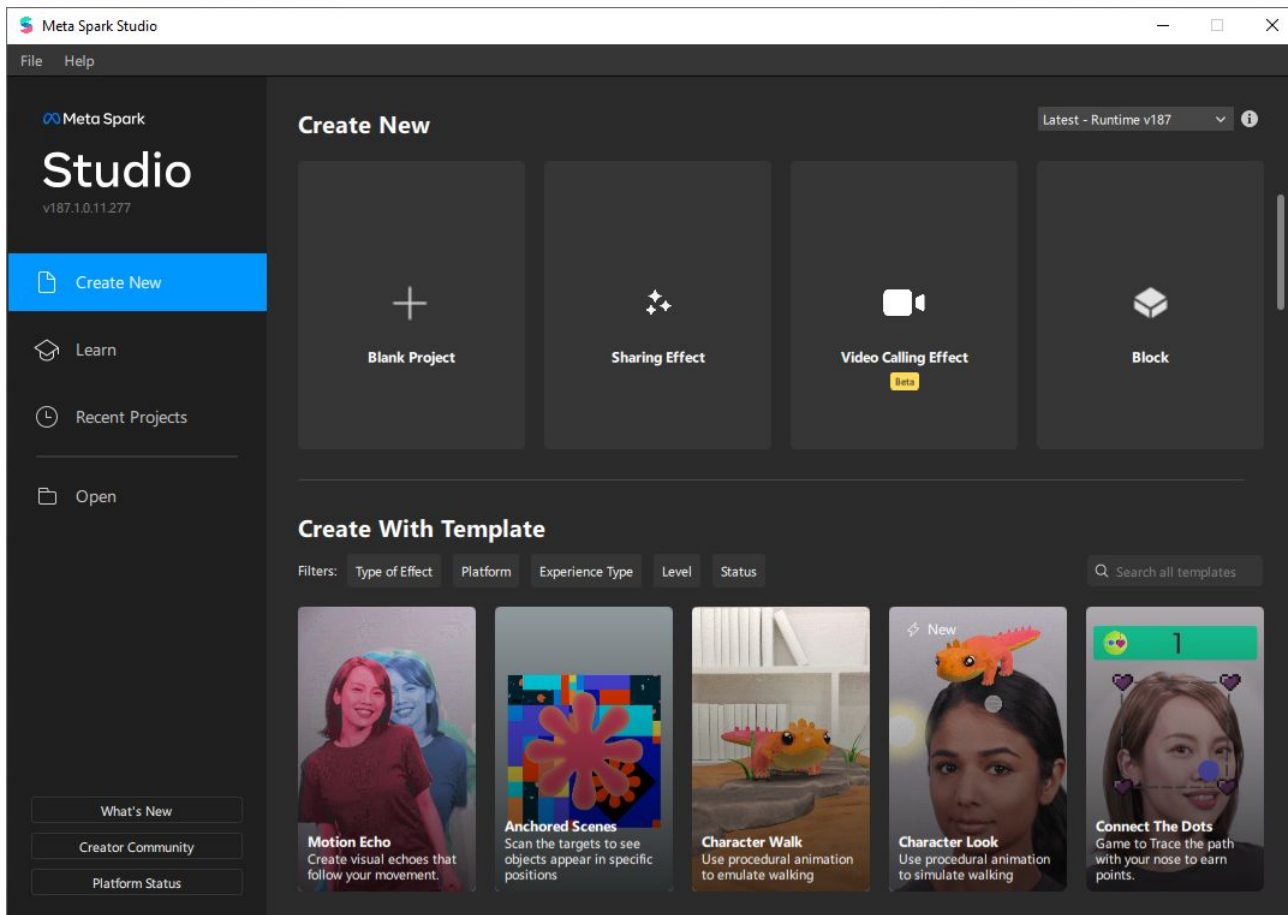 Meta Spark Studio
File Help
Meta Spark
Studio
v187.1.0.11.277
Create New
Learn
Recent Projects
Open
What's New
Creator Community
Platform Status
Create New
Latest - Runtime v187
Blank Project
Sharing Effect
Video Calling Effect
Beta
Block
Create With Template
Filters: Type of Effect Platform Experience Type Level Status
Search all templates
Motion Echo
Create visual echoes that
follow your movement.
Anchored Scenes
Scan the targets to see
objects appear in specific
positions
Character Walk
Use procedural animation
to emulate walking
New
Character Look
Use procedural animation
to simulate walking
1
Connect The Dots
Game to Trace the path
with your nose to earn
points.